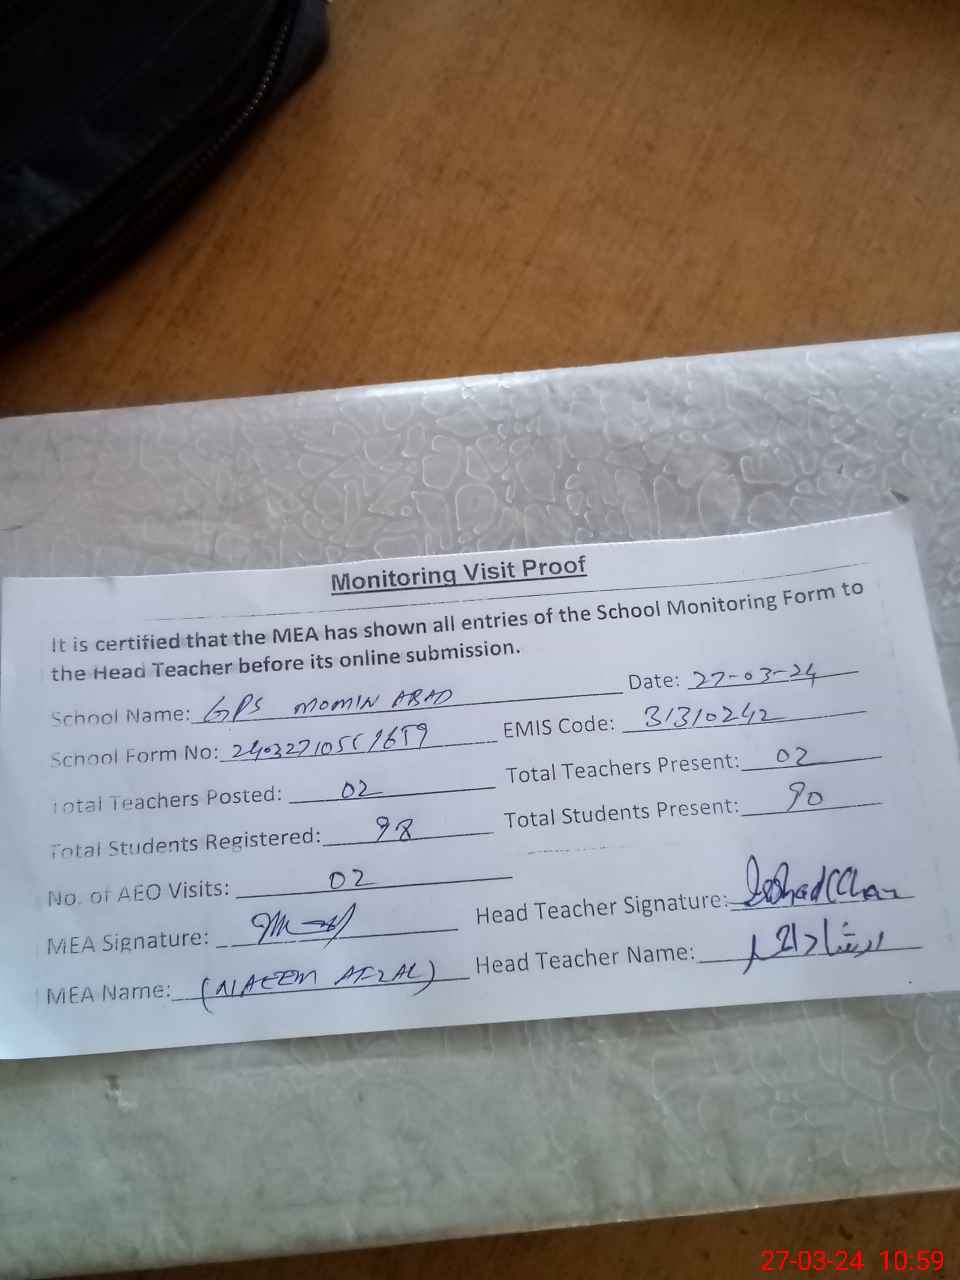 Monitoring Visit Proof
It is certified that the MEA has shown all entries of the School Monitoring Form to
the Head Teacher before its online submission.
School Name: GPS MOMIN ABAD Date: 27-03-24
School Form No: EMIS Code: 31310242
Total Teachers Posted: 02 Total Teachers Present: 02
Total Students Registered: 98 Total Students Present: 90
No. of AEO Visits: 02
MEA Signature: Head Teacher Signature:
MEA Name: (NAEEM AFZAL) Head Teacher Name: ارشاد
27-03-24 10:59